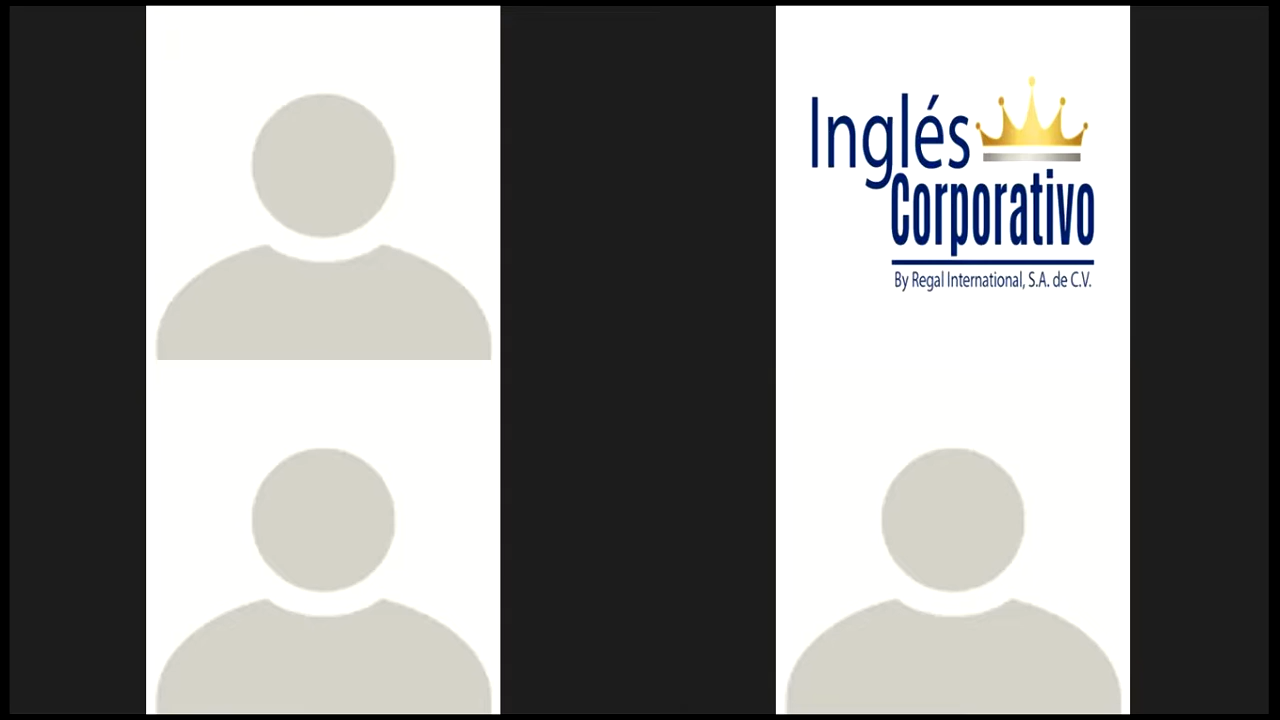 Inglés
Corporativo
By Regal International, S.A. de C.V.